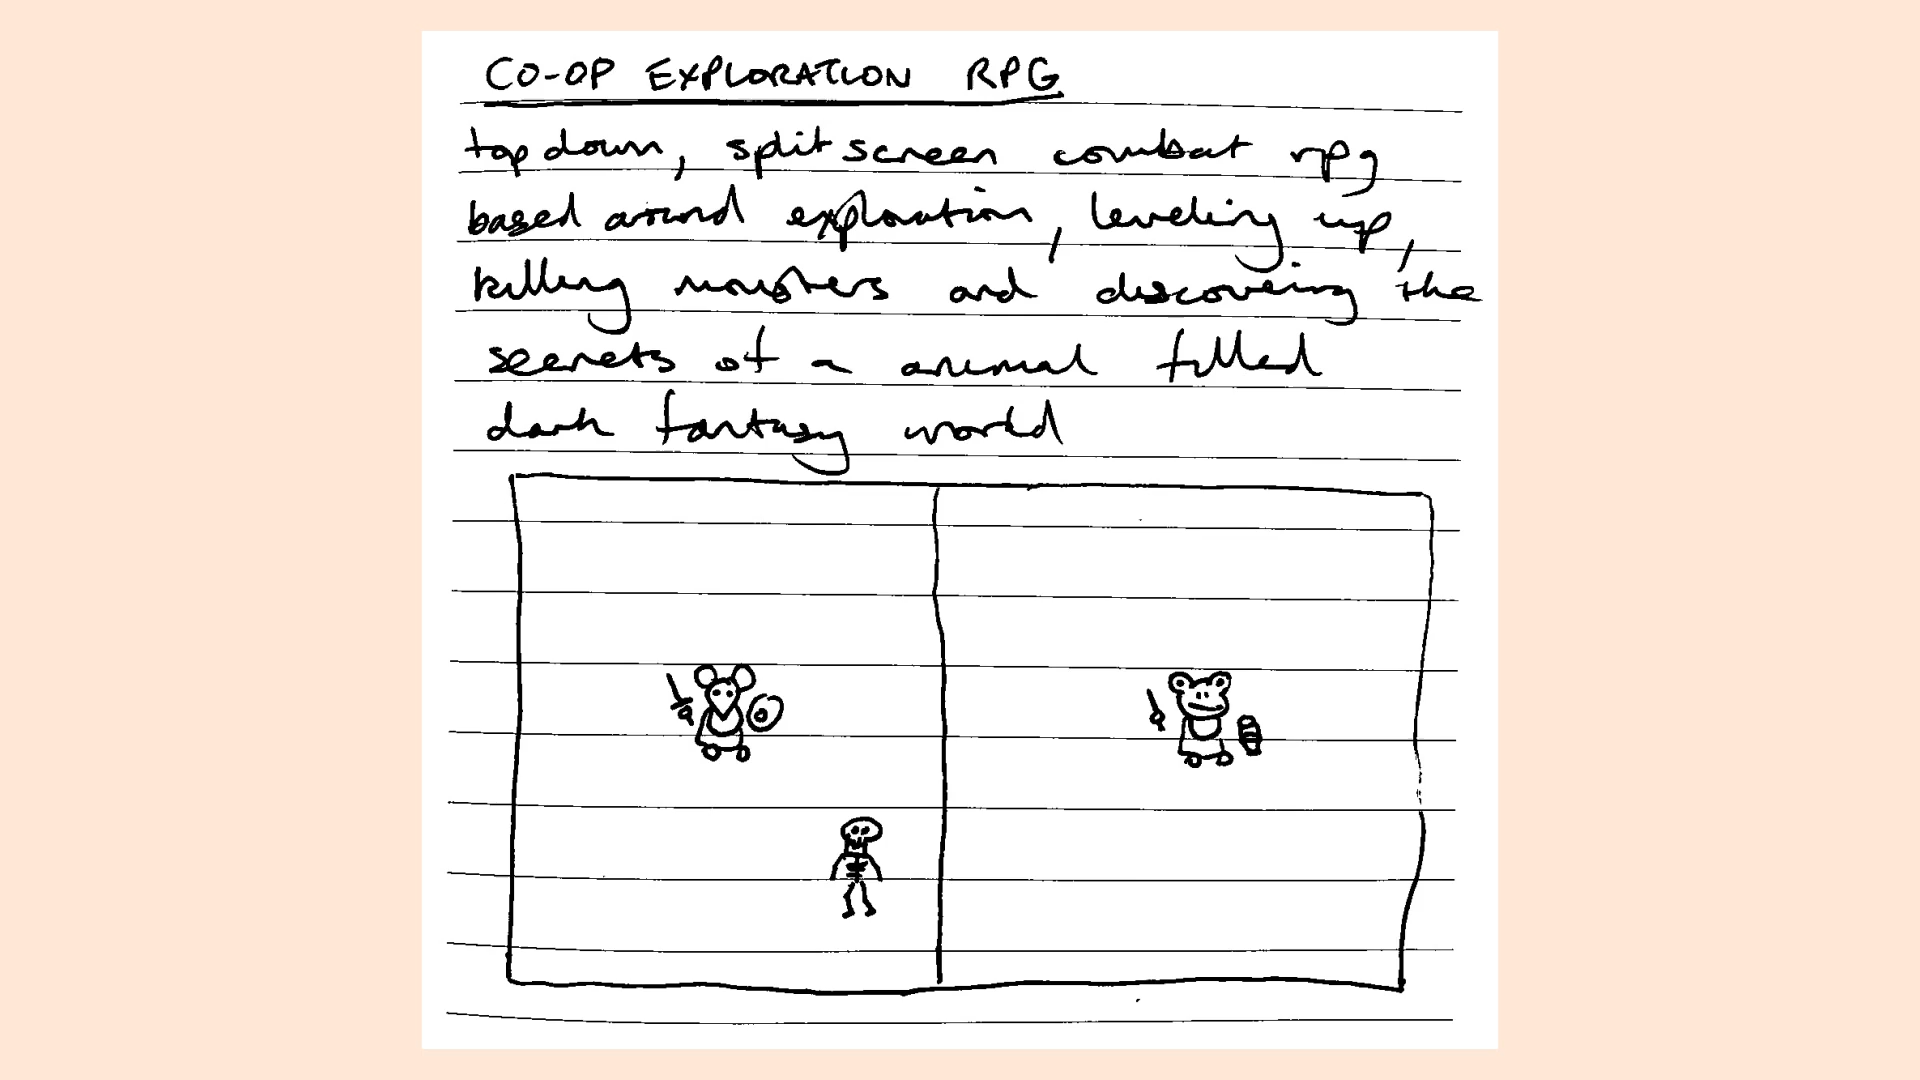 CO-OP EXPLORATION RPG
top down, split screen combat rpg
based around exploration, leveling up,
killing monsters and discovering the
secrets of a animal filled
dark fantasy world